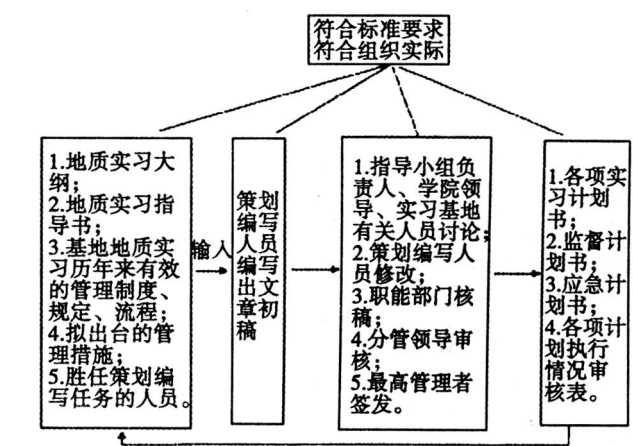 符合标准要求
符合组织实际
1.地质实习大
纲;
2.地质实习指
导书;
3.基地地质实
习历年来有效
的管理制度、
规定、流程;
4.拟出台的管
理措施;
5.胜任策划编
写任务的人员。
输入
策划
编写
人员
编写
出文
章初
稿
1.指导小组负
责人、学院领
导、实习基地
有关人员讨论;
2.策划编写人
员修改;
3.职能部门核
稿;
4.分管领导审
核;
5.最高管理者
签发。
1.各项实
习计划
书;
2.监督计
划书;
3.应急计
划书;
4.各项计
划执行
情况审
核表。